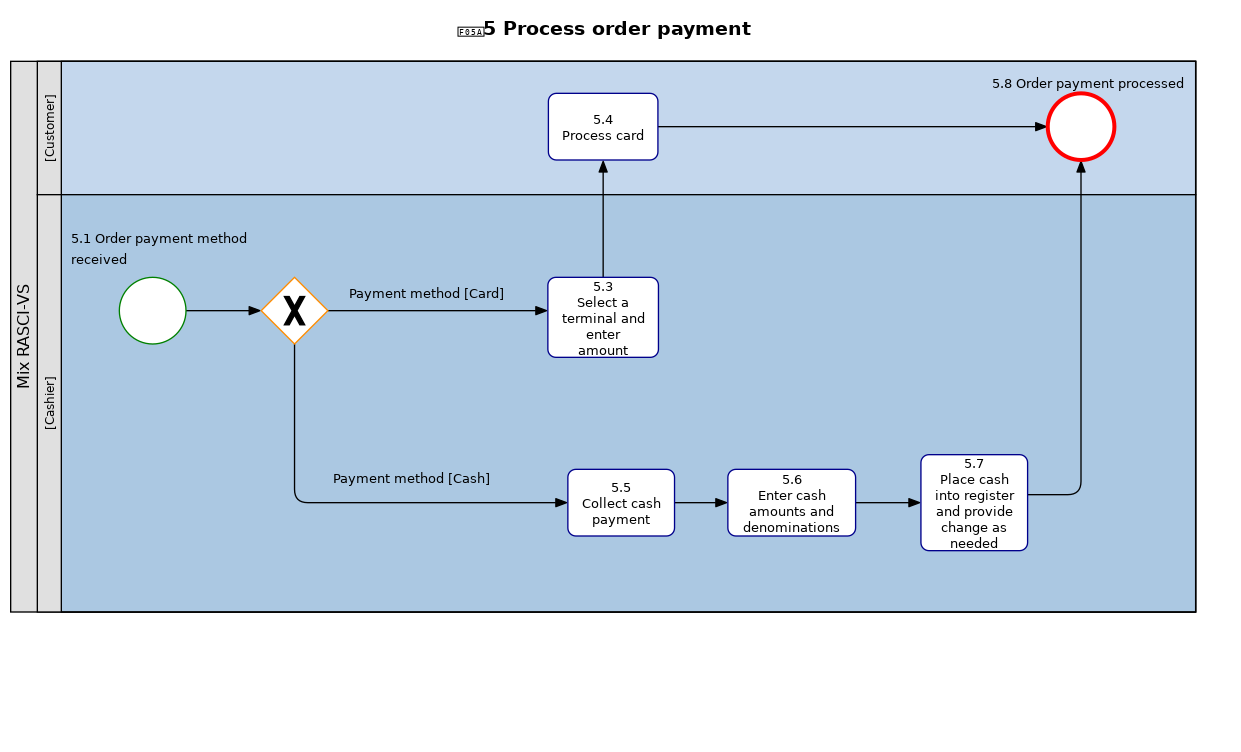 5 Process order payment
Mix RASCI-VS
[Customer]
5.4
Process card
5.8 Order payment processed
[Cashier]
5.1 Order payment method
received
X
Payment method [Card]
5.3
Select a
terminal and
enter
amount
Payment method [Cash]
5.5
Collect cash
payment
5.6
Enter cash
amounts and
denominations
5.7
Place cash
into register
and provide
change as
needed